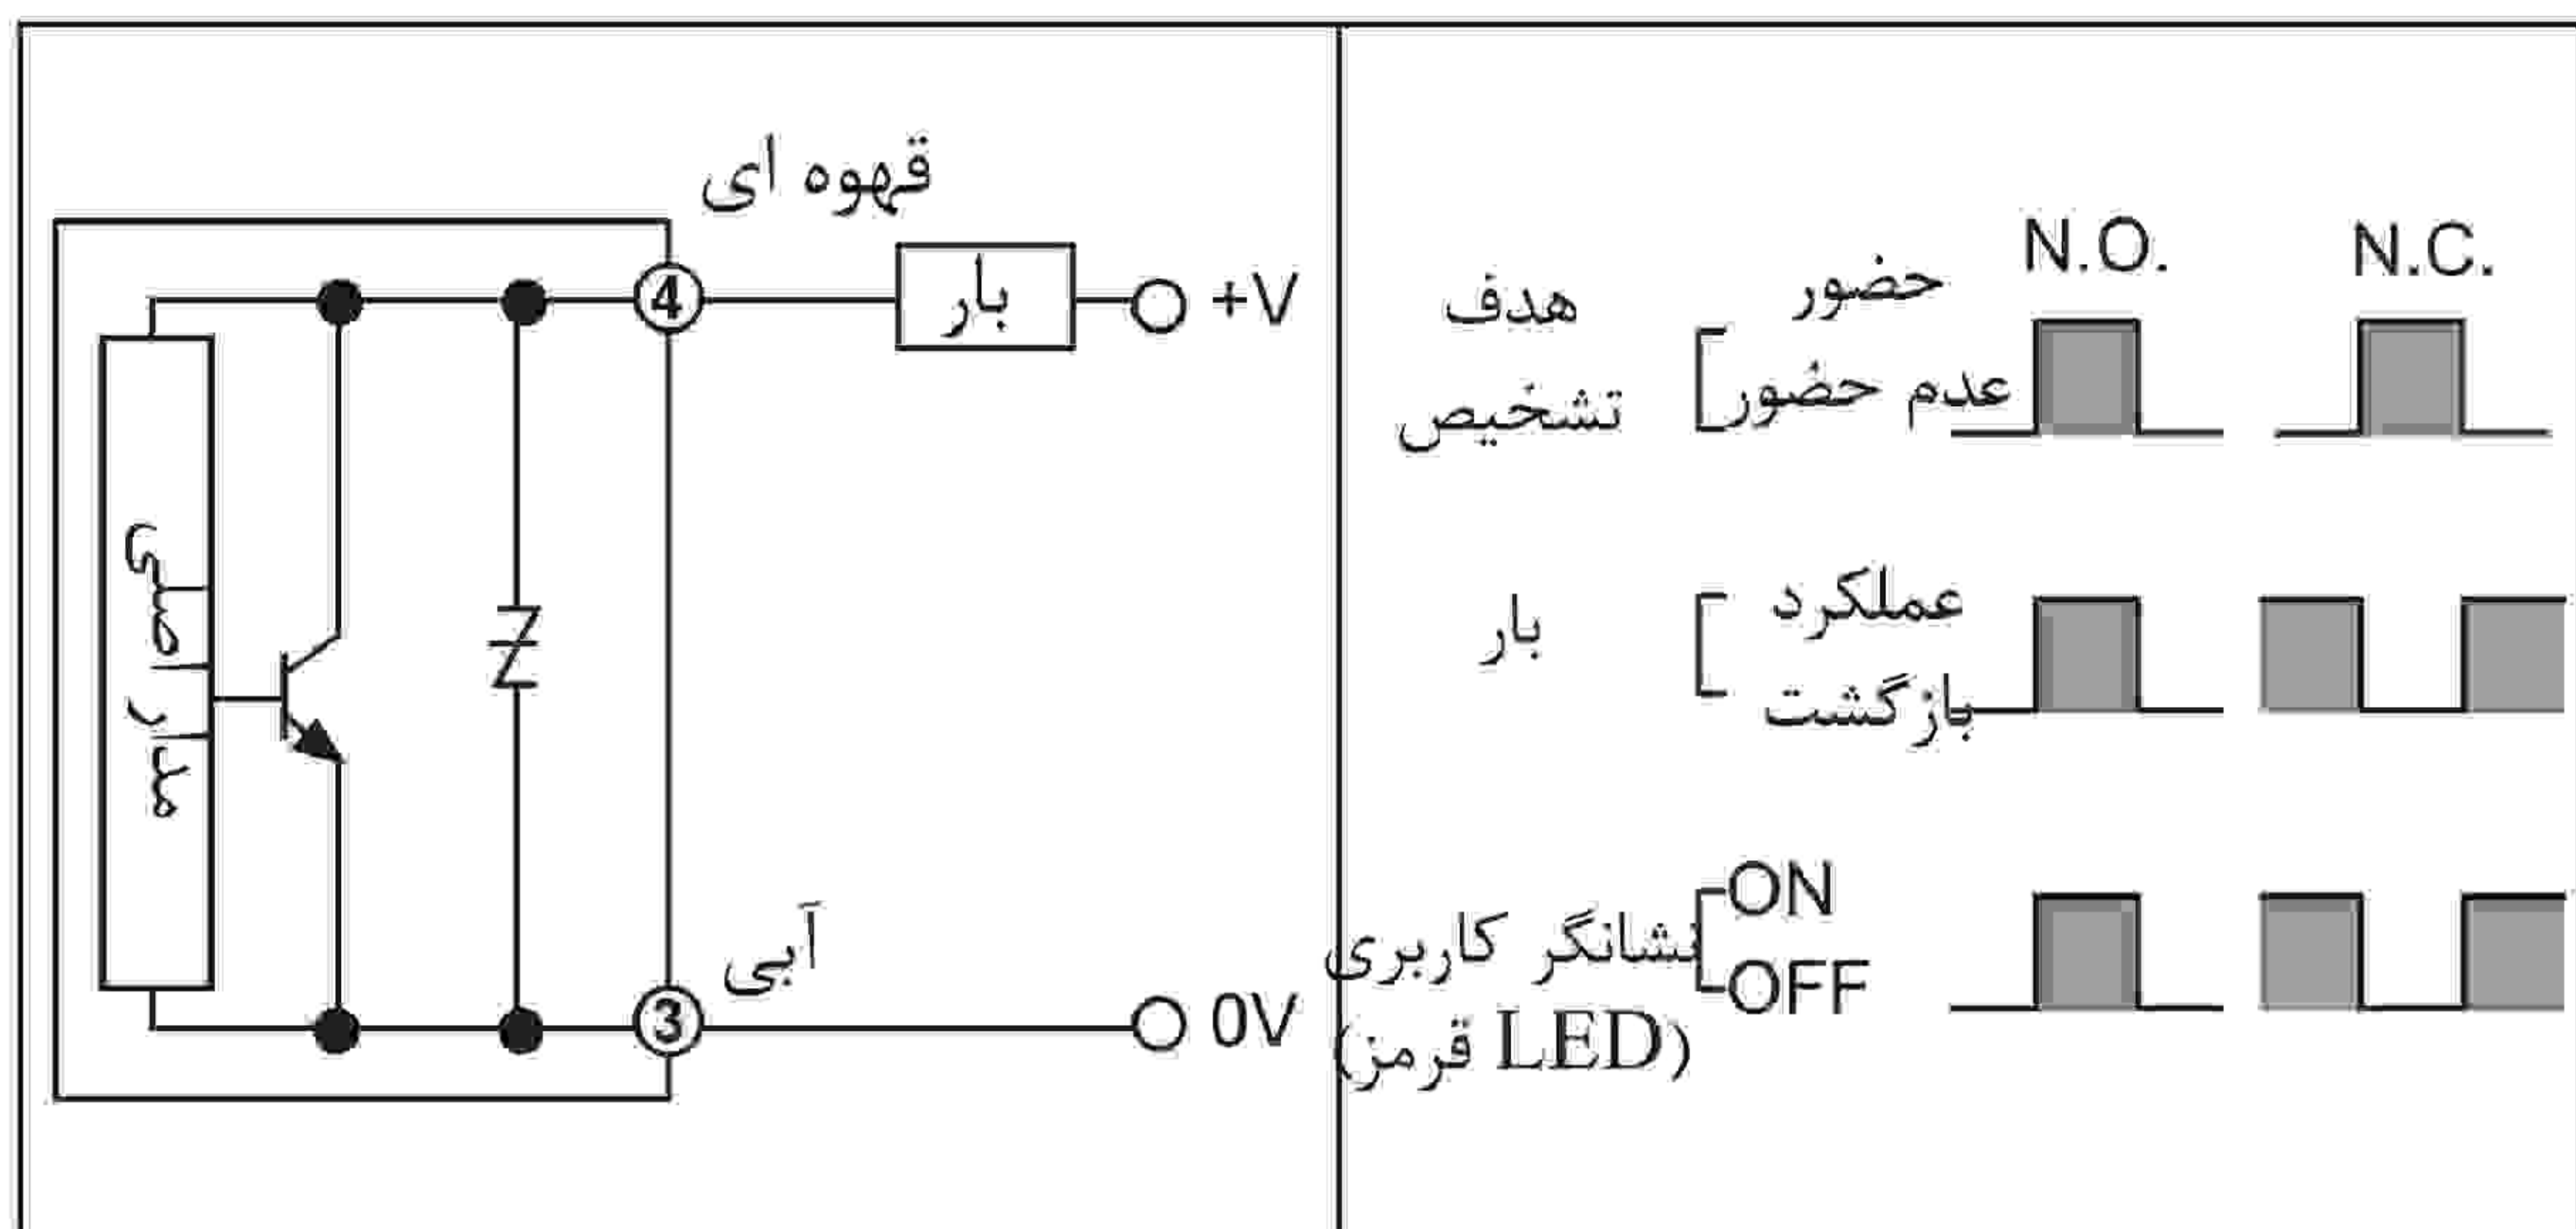 قهوه ای
4
بار
+V
مدار اصلی
آبی
3
0V
N.O.
N.C.
هدف
تشخیص
حضور
عدم حضور
بار
عملکرد
بازگشت
نشانگر کاربری
(LED قرمز)
ON
OFF